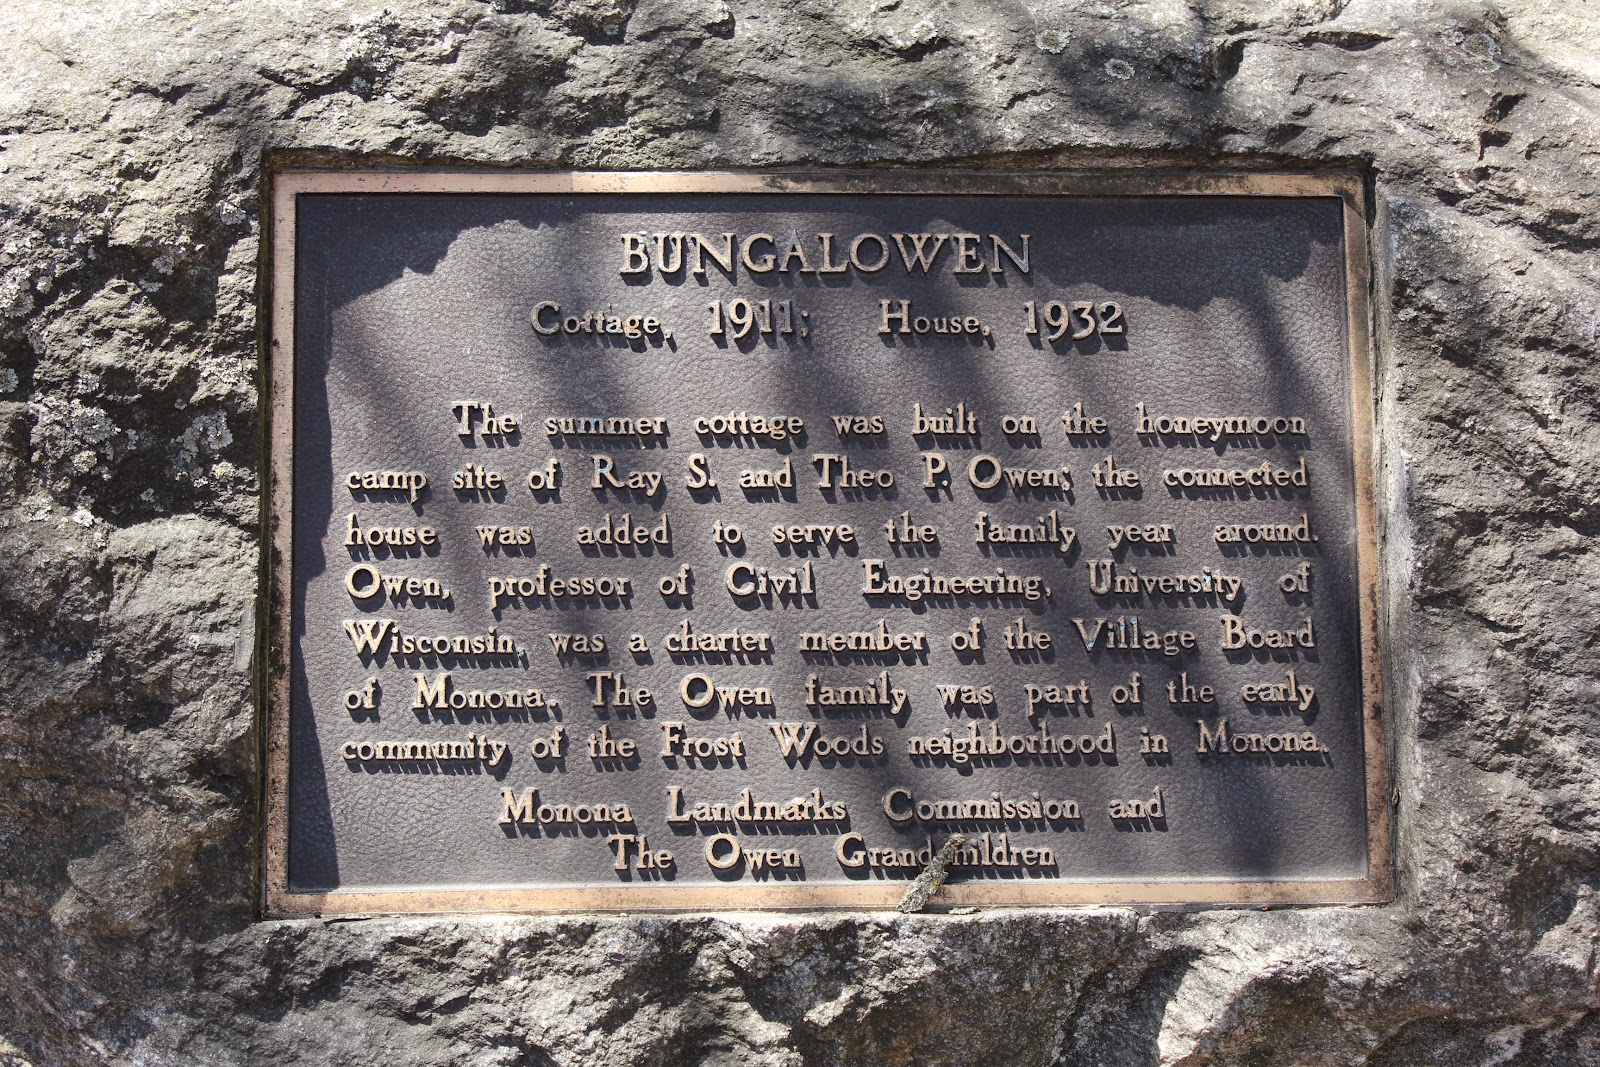 BUNGALOWEN
Cottage, 1911; House, 1932
The summer cottage was built on the honeymoon
camp site of Ray S. and Theo P. Owen; the connected
house was added to serve the family year around.
Owen, professor of Civil Engineering, University of
Wisconsin, was a charter member of the Village Board
of Monona. The Owen family was part of the early
community of the Frost Woods neighborhood in Monona.
Monona Landmarks Commission and
The Owen Grandchildren